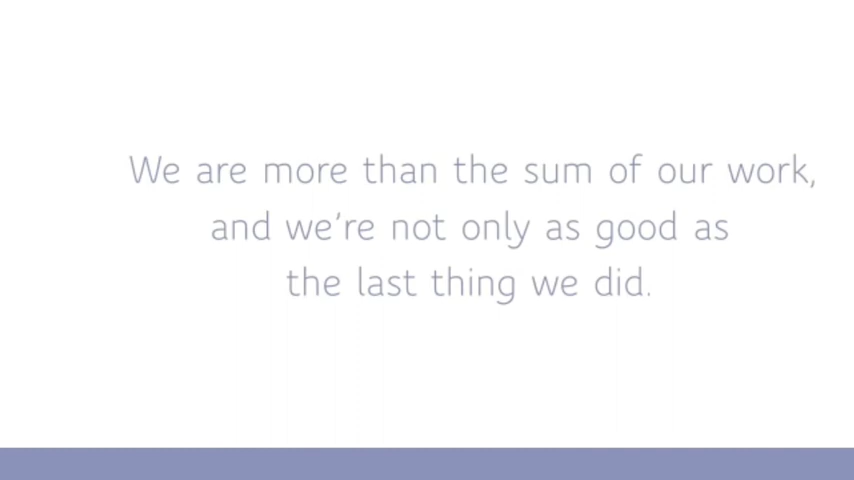 We are more than the sum of our work,
and we're not only as good as
the last thing we did.